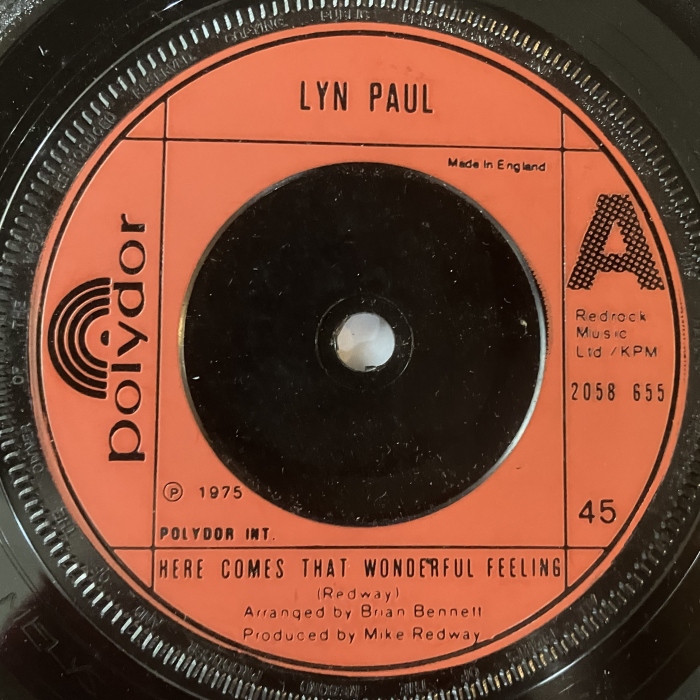 LYN PAUL
Made in England
polydor
A
Redrock
Music
Ltd /KPM
2058 655
Ⓟ 1975
45
POLYDOR INT.
HERE COMES THAT WONDERFUL FEELING
(Redway)
Arranged by Brian Bennett
Produced by Mike Redway